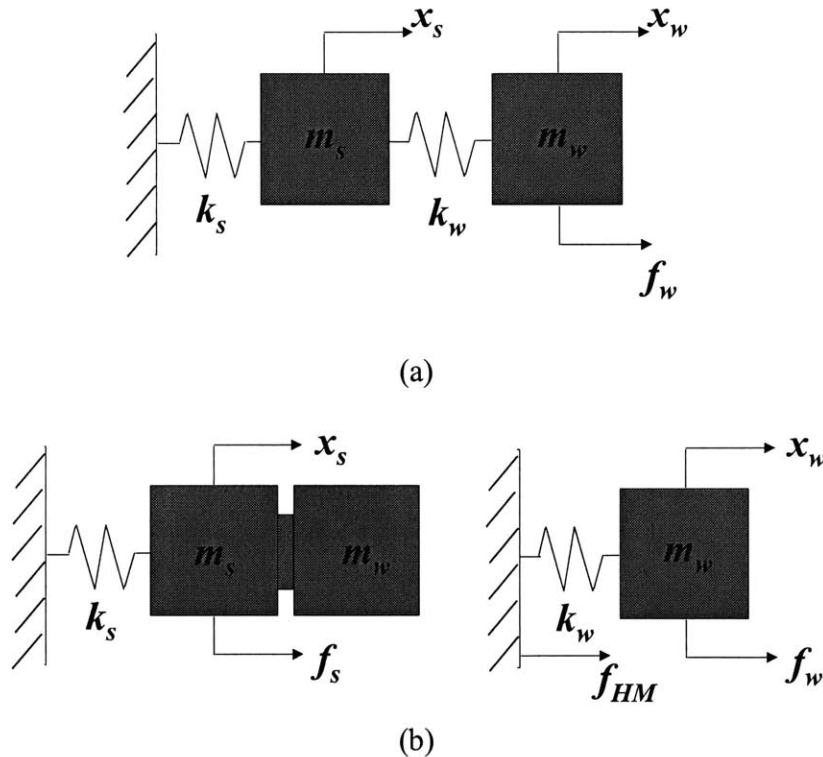 x_s x_w
m_s m_w
k_s k_w
f_w
(a)
x_s x_w
m_s m_w m_w
k_s k_w
f_s f_HM f_w
(b)